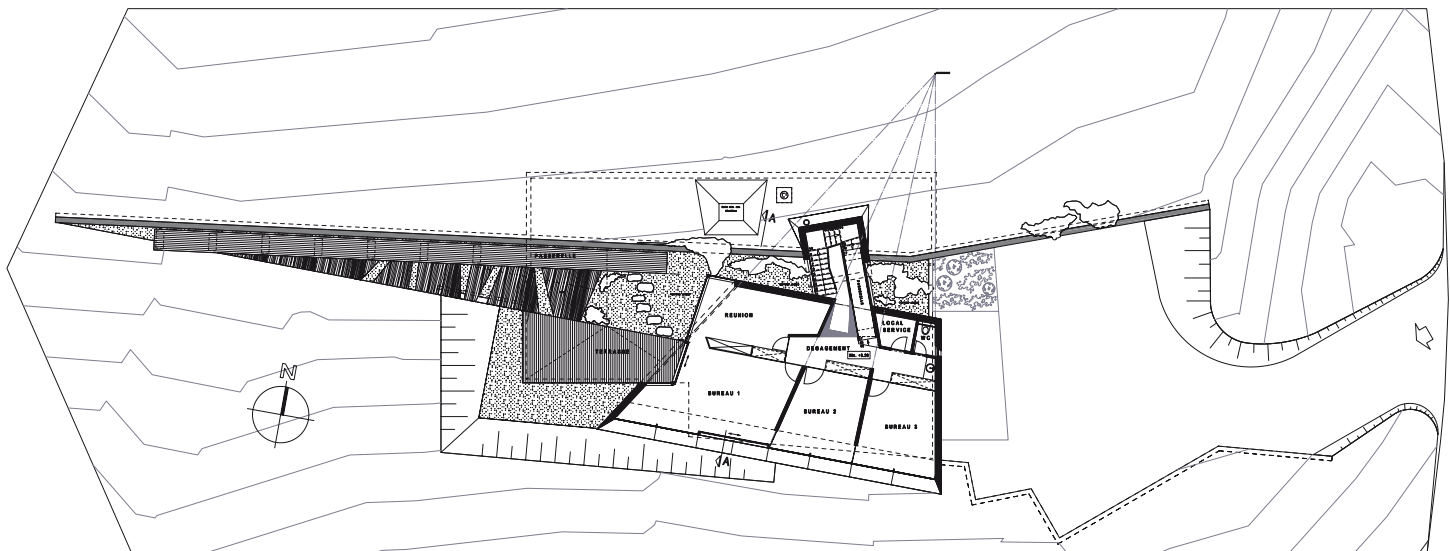 A
PASSERELLE
REUNION
LOCAL
SERVICE
WC
DEGAGEMENT
TERRASSE
N
BUREAU 1
BUREAU 2
BUREAU 3
A